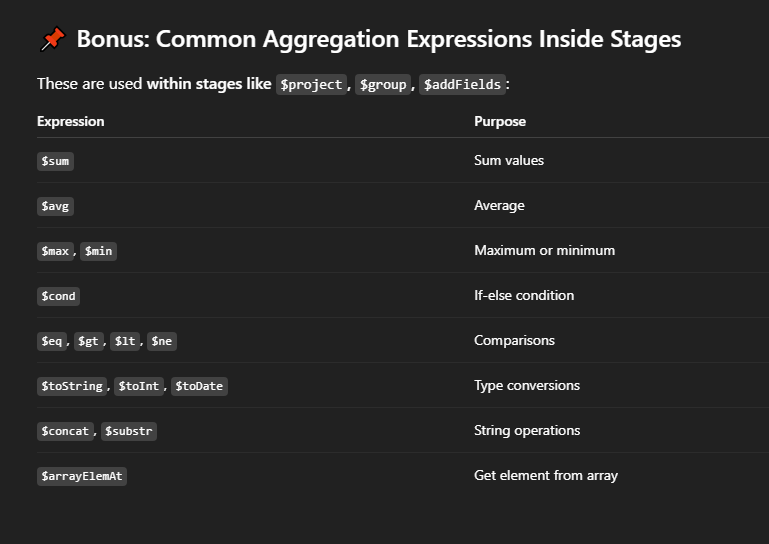 📌 Bonus: Common Aggregation Expressions Inside Stages
These are used within stages like $project, $group, $addFields:
Expression Purpose
$sum Sum values
$avg Average
$max, $min Maximum or minimum
$cond If-else condition
$eq, $gt, $lt, $ne Comparisons
$toString, $toInt, $toDate Type conversions
$concat, $substr String operations
$arrayElemAt Get element from array